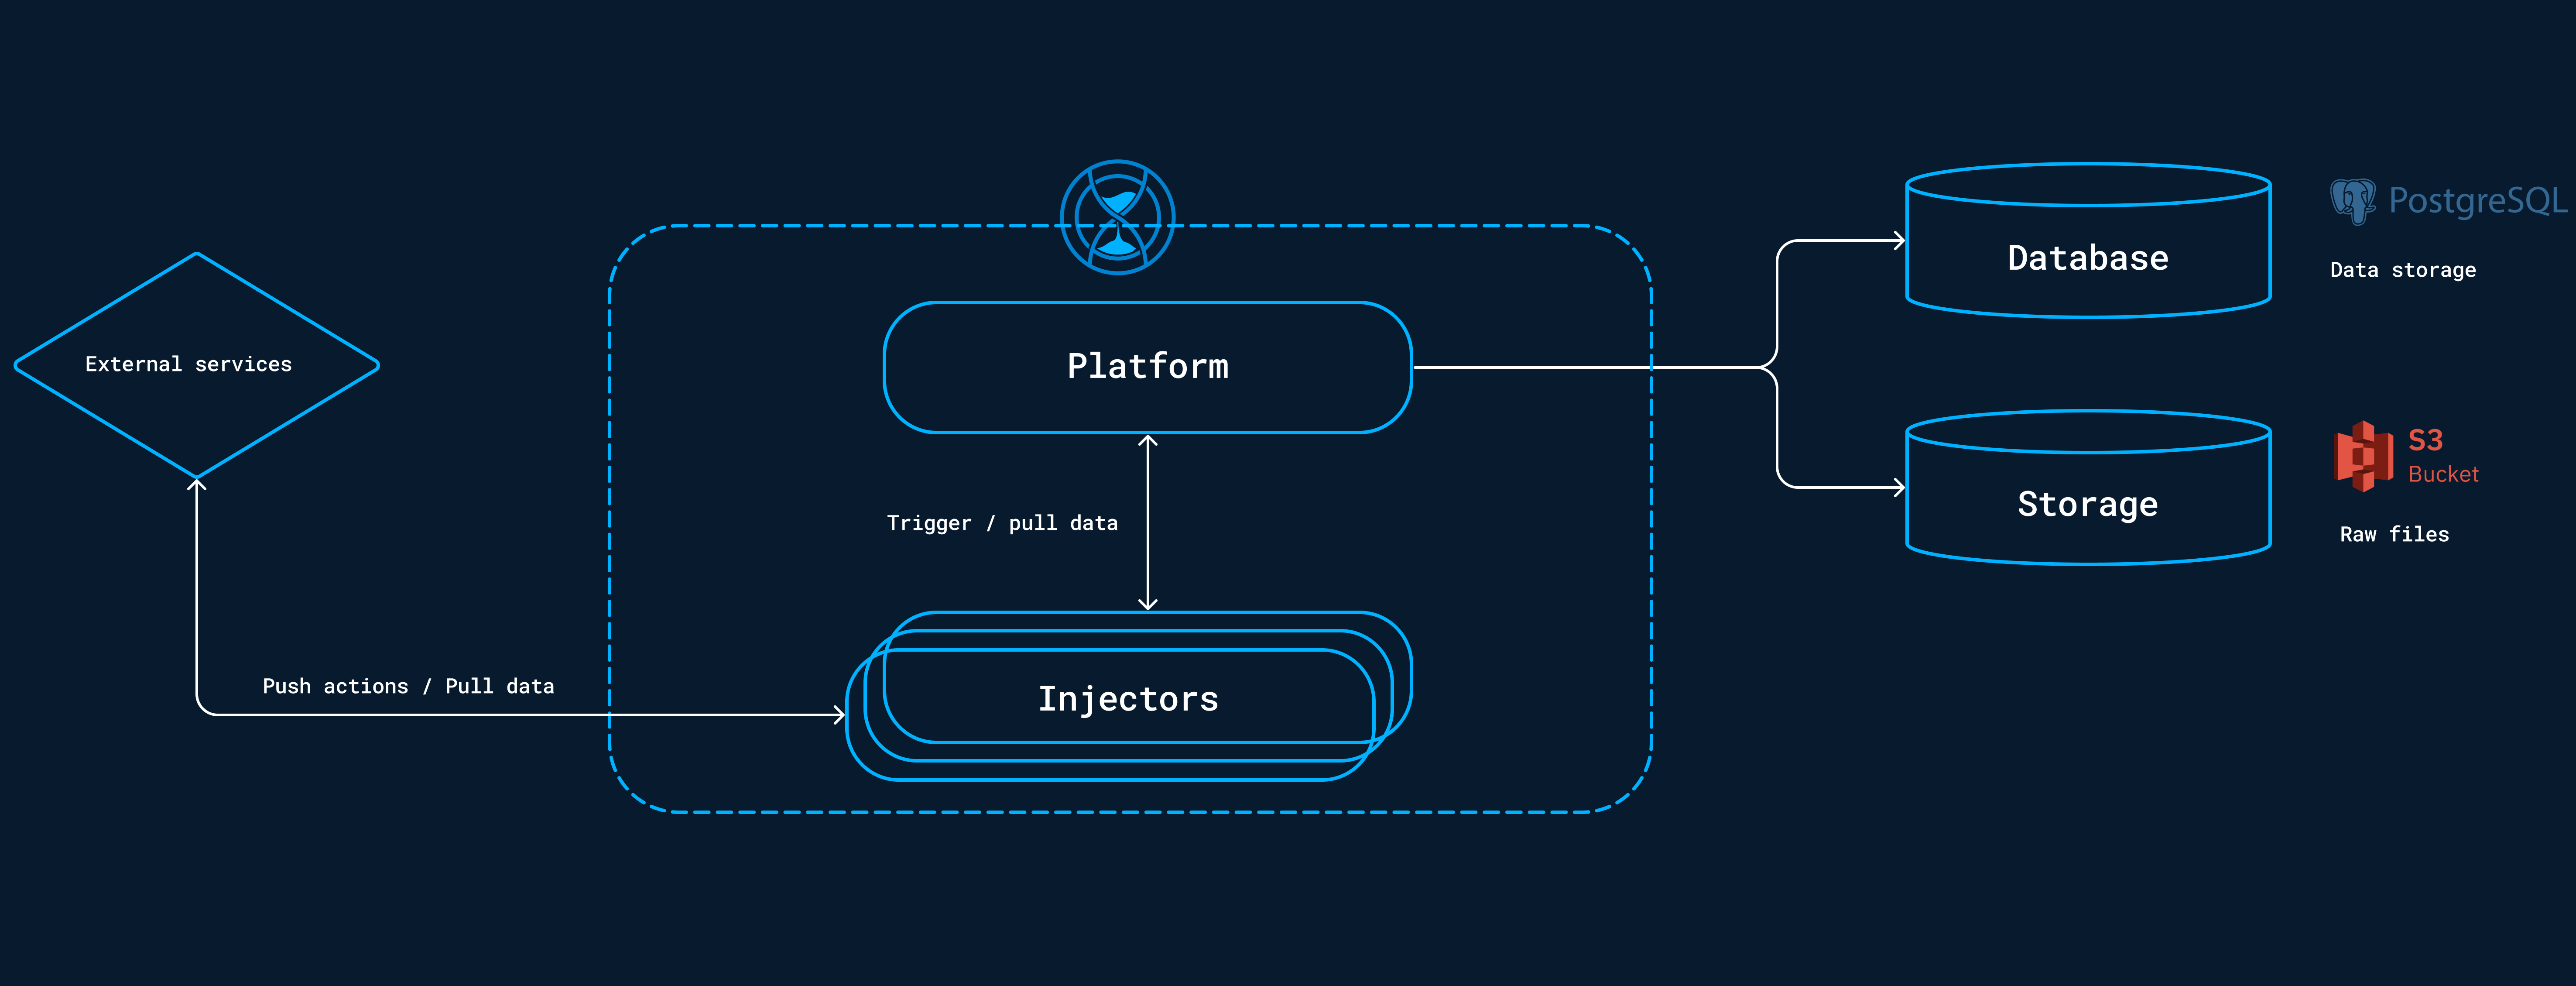 External services
Push actions / Pull data
Platform
Trigger / pull data
Injectors
Database
PostgreSQL
Data storage
Storage
S3
Bucket
Raw files